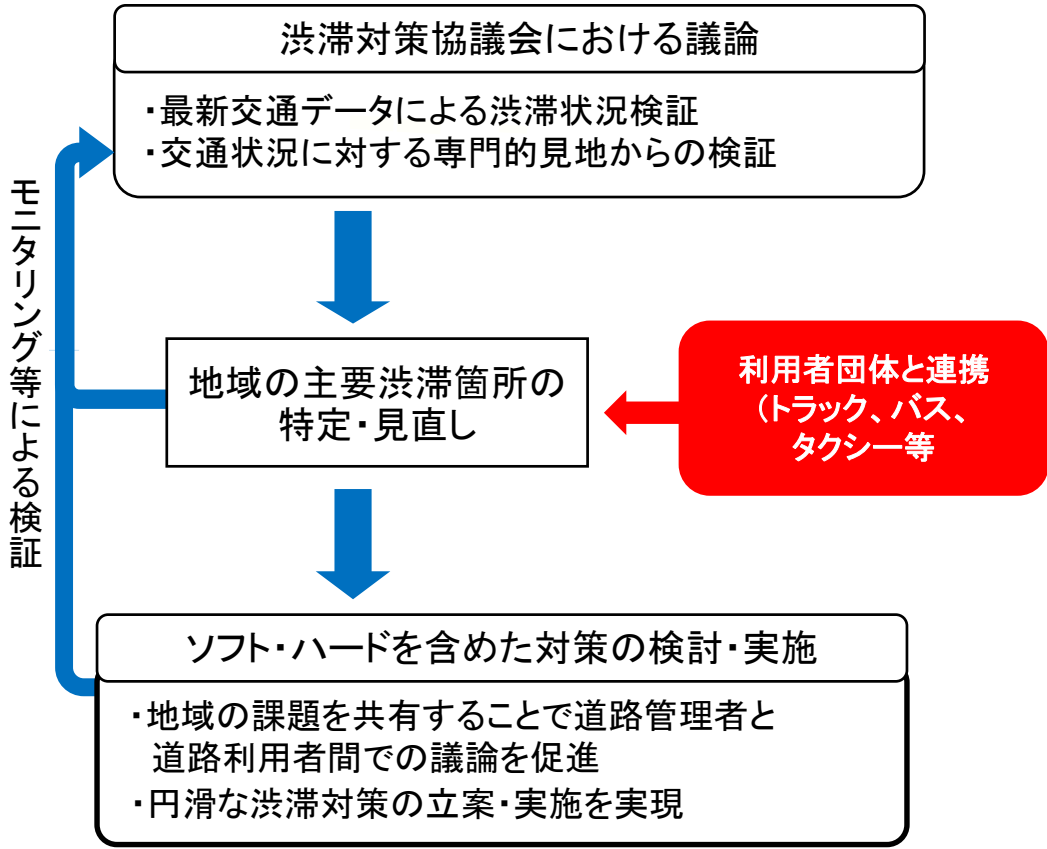 渋滞対策協議会における議論
・最新交通データによる渋滞状況検証
・交通状況に対する専門的見地からの検証
モニタリング等による検証
地域の主要渋滞箇所の
特定・見直し
利用者団体と連携
(トラック、バス、
タクシー等
ソフト・ハードを含めた対策の検討・実施
・地域の課題を共有することで道路管理者と
道路利用者間での議論を促進
・円滑な渋滞対策の立案・実施を実現